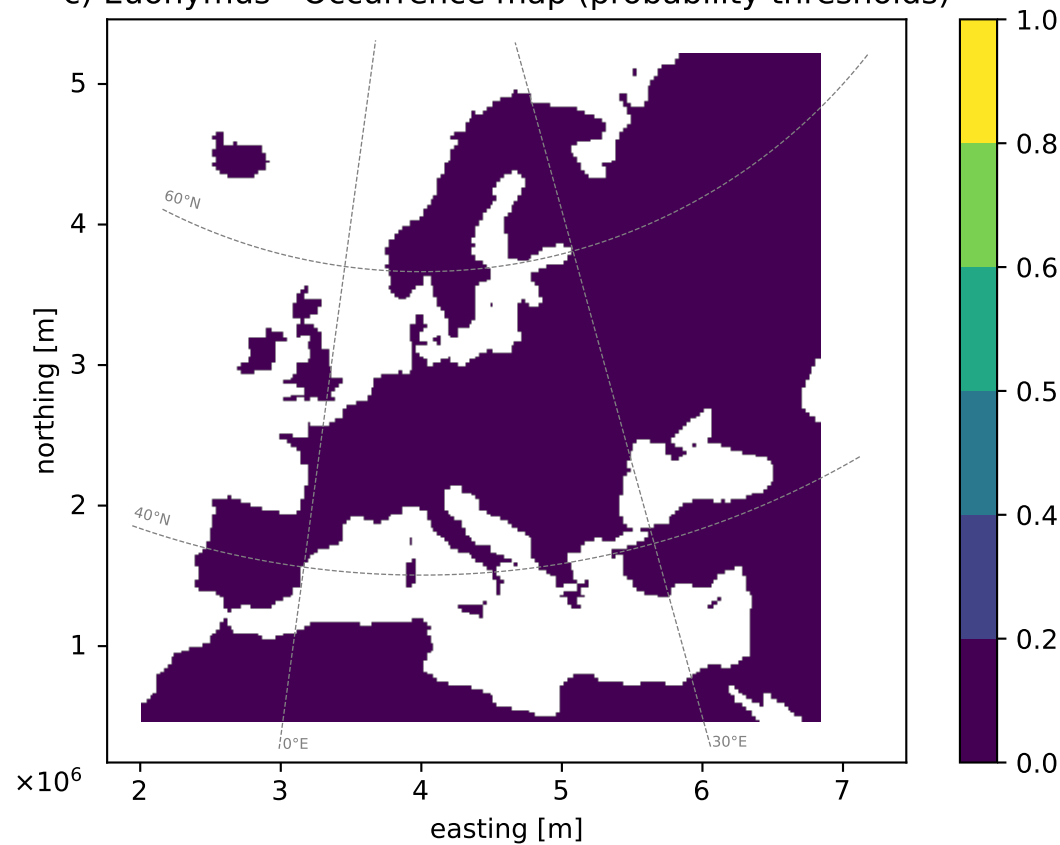 c) Euonymus - Occurrence map (probability thresholds)
1.0
0.8
0.6
0.5
0.4
0.2
0.0
5
4
3
2
1
northing [m]
60°N
40°N
0°E
30°E
×10⁶
2 3 4 5 6 7
easting [m]